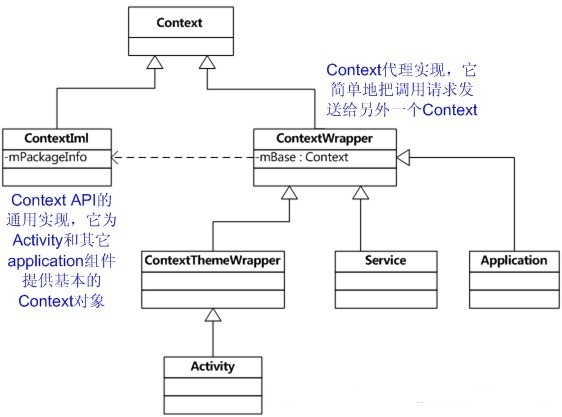 Context
Context代理实现，它
简单地把调用请求发
送给另外一个Context
ContextIml
-mPackageInfo
ContextWrapper
-mBase : Context
Context API的
通用实现，它为
Activity和其它
application组件
提供基本的
Context对象
ContextThemeWrapper
Service
Application
Activity